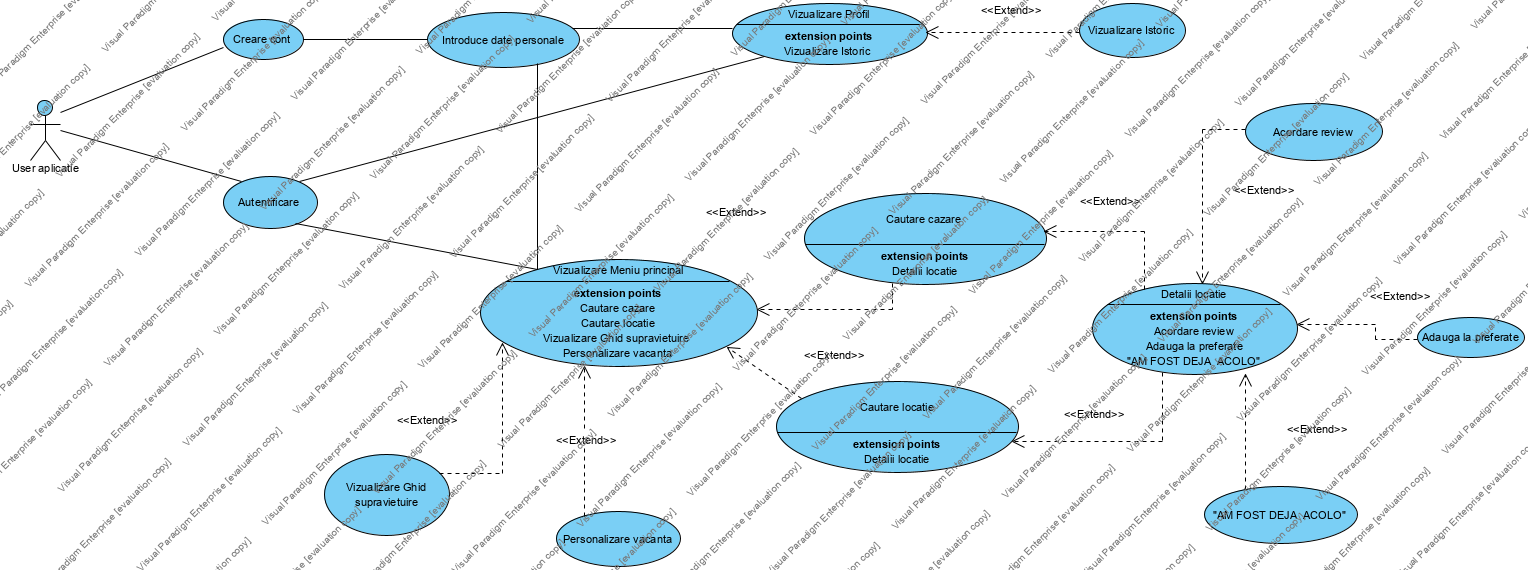 Creare cont
Introduce date personale
Vizualizare Profil
extension points
Vizualizare Istoric
<<Extend>>
Vizualizare Istoric
User aplicatie
Autentificare
Acordare review
<<Extend>>
<<Extend>>
<<Extend>>
Cautare cazare
extension points
Detalii locatie
Vizualizare Meniu principal
extension points
Cautare cazare
Cautare locatie
Vizualizare Ghid supravietuire
Personalizare vacanta
Detalii locatie
extension points
Acordare review
Adauga la preferate
"AM FOST DEJA ACOLO"
<<Extend>>
Adauga la preferate
<<Extend>>
Cautare locatie
extension points
Detalii locatie
<<Extend>>
<<Extend>>
<<Extend>>
<<Extend>>
Vizualizare Ghid
supravietuire
Personalizare vacanta
"AM FOST DEJA ACOLO"
Visual Paradigm Enterprise [evaluation copy]